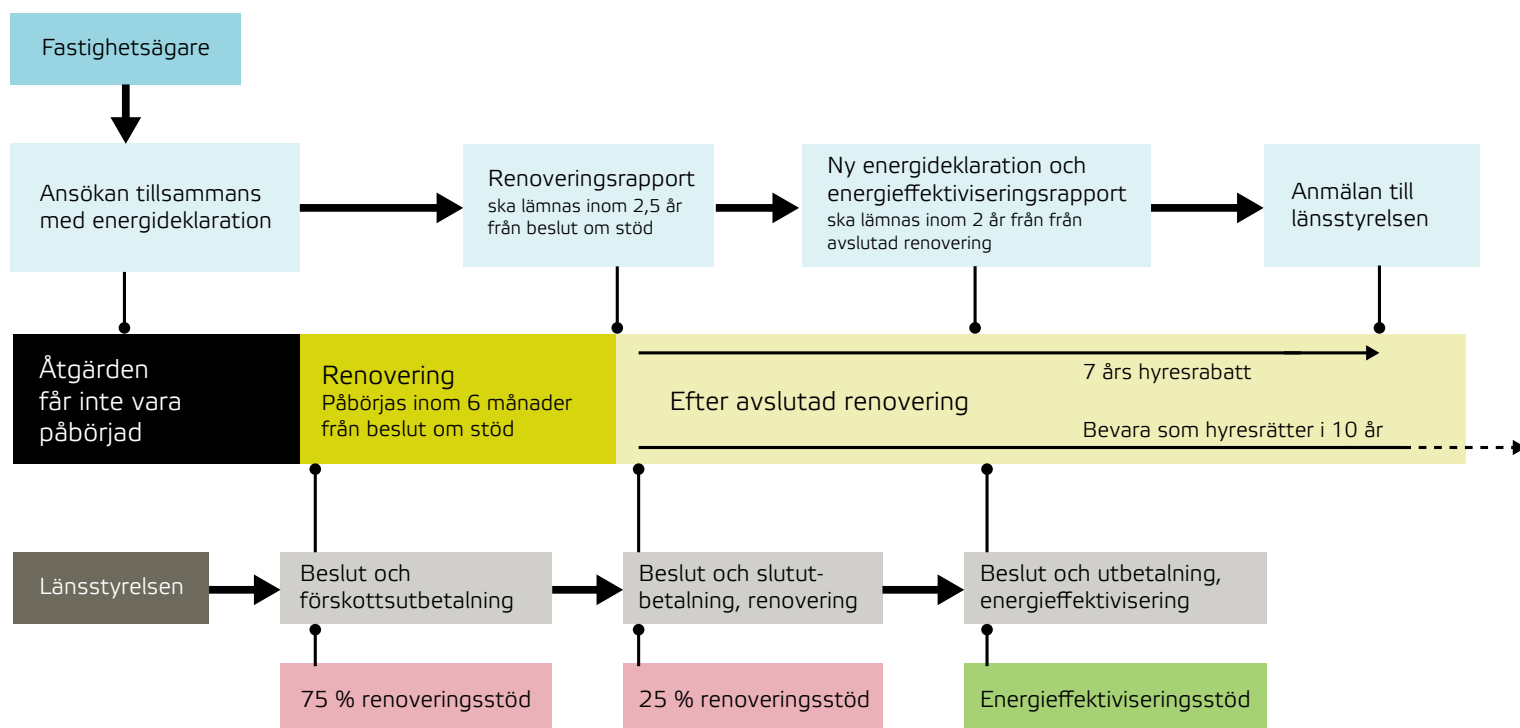 Fastighetsägare
Ansökan tillsammans
med energideklaration
Renoveringsrapport
ska lämnas inom 2,5 år
från beslut om stöd
Ny energideklaration och
energieffektiviseringsrapport
ska lämnas inom 2 år från från
avslutad renovering
Anmälan till
länsstyrelsen
Åtgärden
får inte vara
påbörjad
Renovering
Påbörjas inom 6 månader
från beslut om stöd
7 års hyresrabatt
Efter avslutad renovering
Bevara som hyresrätter i 10 år
Länsstyrelsen
Beslut och
förskottsutbetalning
Beslut och slutut-
betalning, renovering
Beslut och utbetalning,
energieffektivisering
75 % renoveringsstöd
25 % renoveringsstöd
Energieffektiviseringsstöd